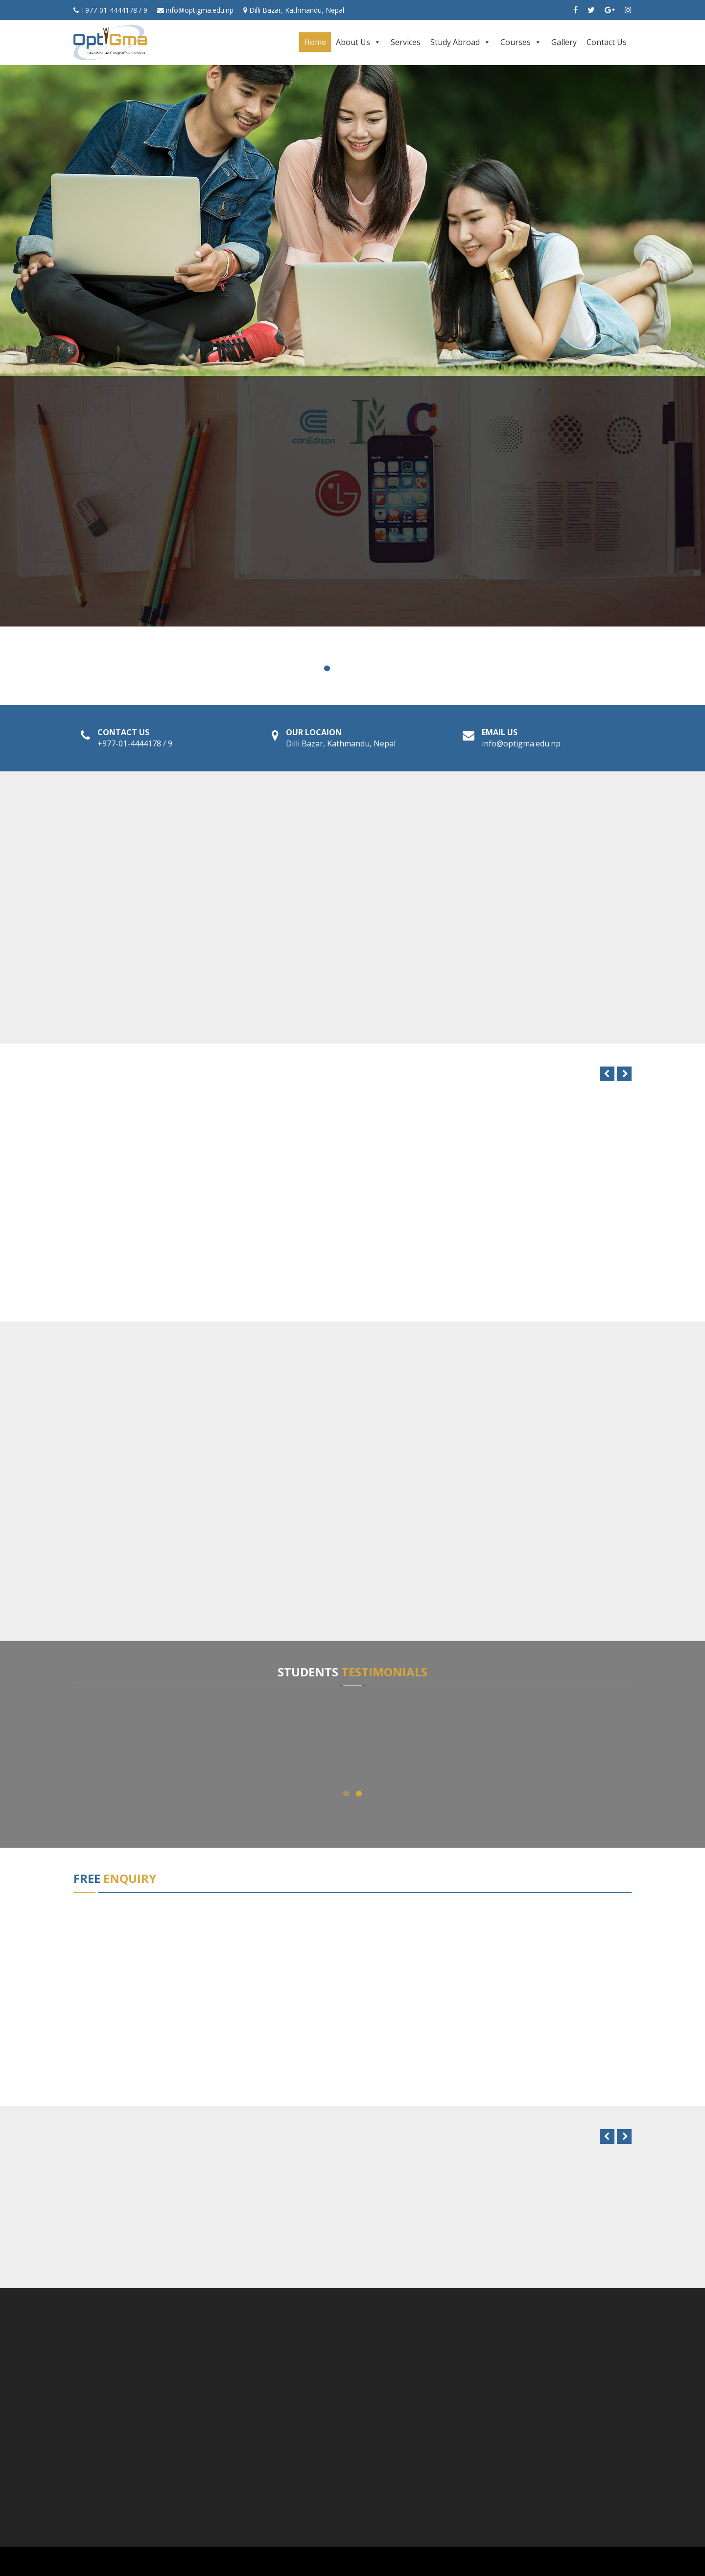 +977-01-4444178 / 9 info@optigma.edu.np Dilli Bazar, Kathmandu, Nepal
OptiGma
Education and Migration Services
Home About Us Services Study Abroad Courses Gallery Contact Us
conEdison
LG
CONTACT US
+977-01-4444178 / 9
OUR LOCAION
Dilli Bazar, Kathmandu, Nepal
EMAIL US
info@optigma.edu.np
STUDENTS TESTIMONIALS
FREE ENQUIRY